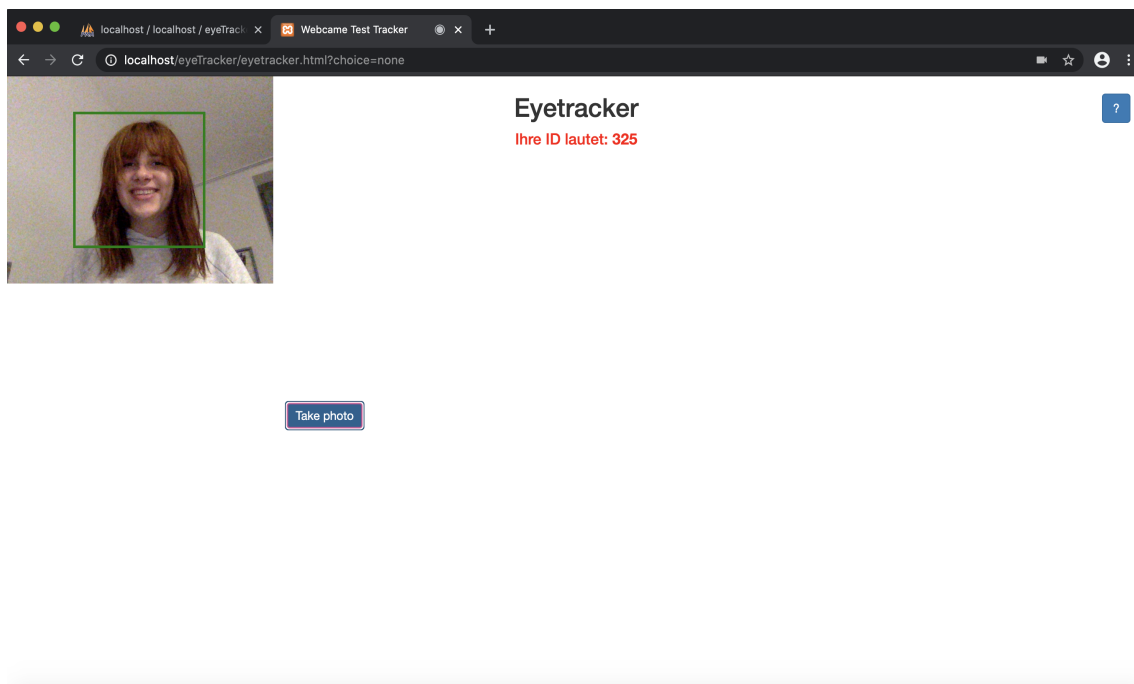 localhost / localhost / eyeTrack
Webcame Test Tracker
localhost/eyeTracker/eyetracker.html?choice=none
Eyetracker
?
Ihre ID lautet: 325
Take photo